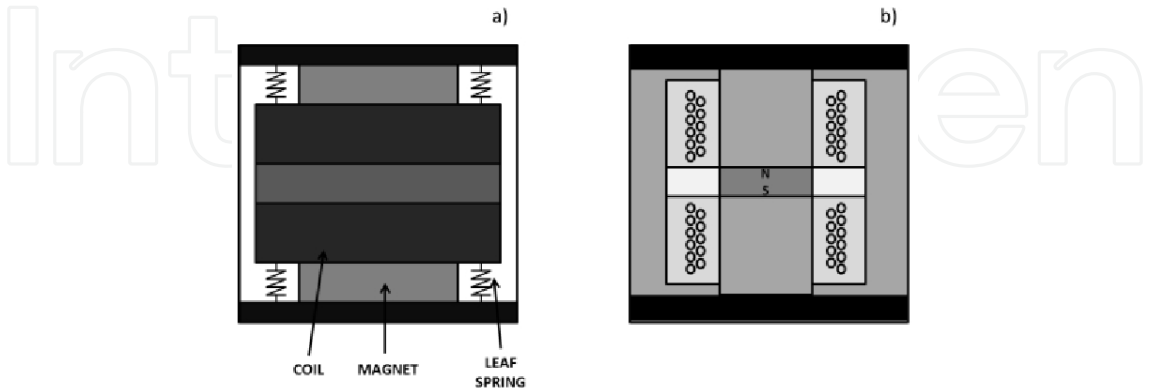 a)
b)
N
S
COIL
MAGNET
LEAF
SPRING